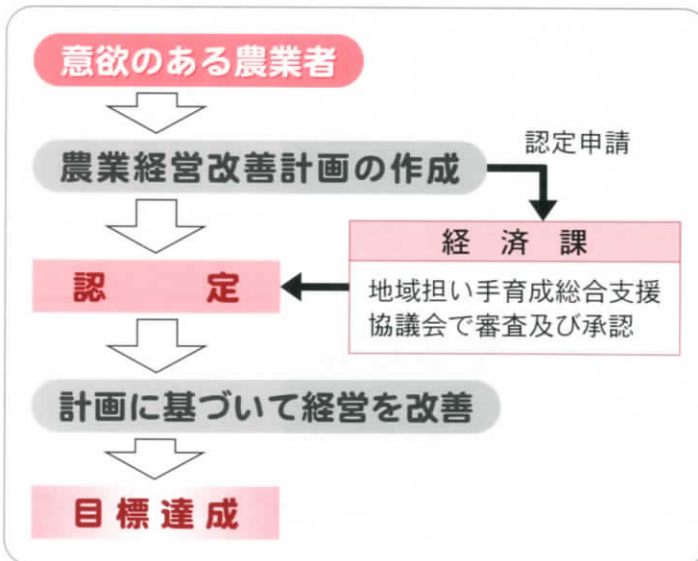 意欲のある農業者
農業経営改善計画の作成
認定申請
経済課
地域担い手育成総合支援
協議会で審査及び承認
認定
計画に基づいて経営を改善
目標達成